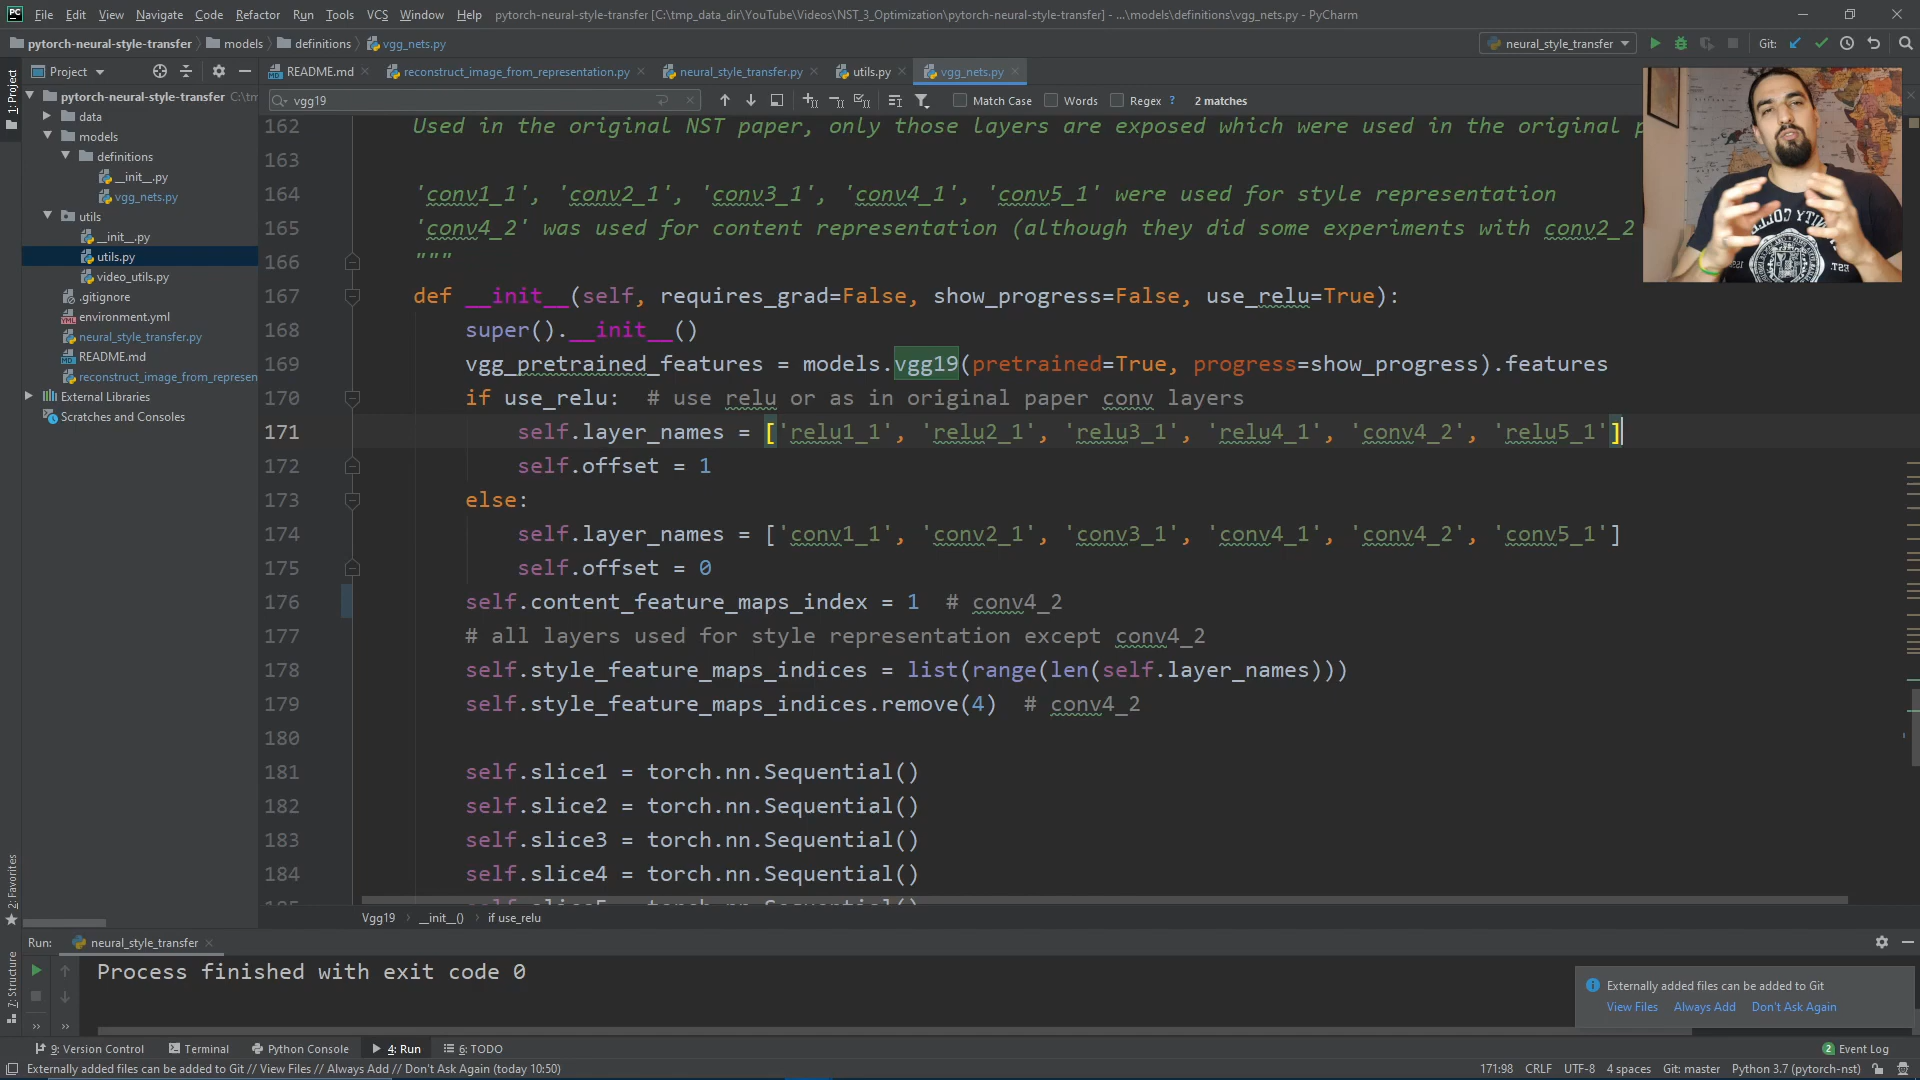 File Edit View Navigate Code Refactor Run Tools VCS Window Help pytorch-neural-style-transfer [C:\tmp_data_dir\YouTube\Videos\NST_3_Optimization\pytorch-neural-style-transfer] - ...\models\definitions\vgg_nets.py - PyCharm
pytorch-neural-style-transfer models definitions vgg_nets.py neural_style_transfer Git:
Project README.md reconstruct_image_from_representation.py neural_style_transfer.py utils.py vgg_nets.py
1: Project
pytorch-neural-style-transfer C:\tm
data
models
definitions
__init__.py
vgg_nets.py
utils
__init__.py
utils.py
video_utils.py
.gitignore
environment.yml
neural_style_transfer.py
README.md
reconstruct_image_from_represen
External Libraries
Scratches and Consoles
vgg19 Match Case Words Regex ? 2 matches
162 Used in the original NST paper, only those layers are exposed which were used in the original p
163
164 'conv1_1', 'conv2_1', 'conv3_1', 'conv4_1', 'conv5_1' were used for style representation
165 'conv4_2' was used for content representation (although they did some experiments with conv2_2
166 """
167 def __init__(self, requires_grad=False, show_progress=False, use_relu=True):
168 super().__init__()
169 vgg_pretrained_features = models.vgg19(pretrained=True, progress=show_progress).features
170 if use_relu: # use relu or as in original paper conv layers
171 self.layer_names = ['relu1_1', 'relu2_1', 'relu3_1', 'relu4_1', 'conv4_2', 'relu5_1']
172 self.offset = 1
173 else:
174 self.layer_names = ['conv1_1', 'conv2_1', 'conv3_1', 'conv4_1', 'conv4_2', 'conv5_1']
175 self.offset = 0
176 self.content_feature_maps_index = 1 # conv4_2
177 # all layers used for style representation except conv4_2
178 self.style_feature_maps_indices = list(range(len(self.layer_names)))
179 self.style_feature_maps_indices.remove(4) # conv4_2
180
181 self.slice1 = torch.nn.Sequential()
182 self.slice2 = torch.nn.Sequential()
183 self.slice3 = torch.nn.Sequential()
184 self.slice4 = torch.nn.Sequential()
Vgg19 __init__() if use_relu
2: Favorites
7: Structure
Run: neural_style_transfer
Process finished with exit code 0
Externally added files can be added to Git
View Files Always Add Don't Ask Again
9: Version Control Terminal Python Console 4: Run 6: TODO 2 Event Log
Externally added files can be added to Git // View Files // Always Add // Don't Ask Again (today 10:50) 171:98 CRLF UTF-8 4 spaces Git: master Python 3.7 (pytorch-nst)